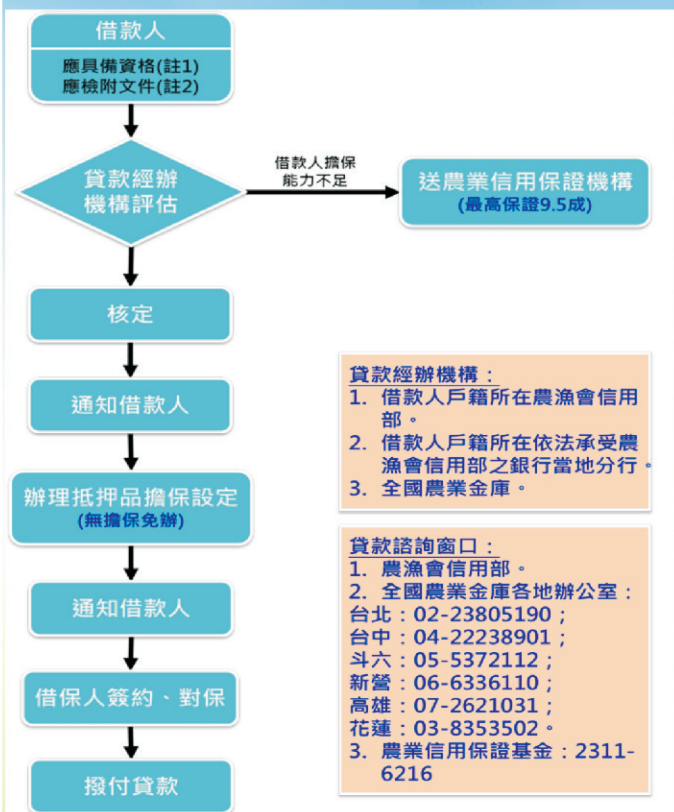 借款人
應具備資格(註1)
應檢附文件(註2)
貸款經辦
機構評估
借款人擔保
能力不足
送農業信用保證機構
(最高保證9.5成)
核定
通知借款人
辦理抵押品擔保設定
(無擔保免辦)
通知借款人
借保人簽約、對保
撥付貸款
貸款經辦機構：
1. 借款人戶籍所在農漁會信用
部。
2. 借款人戶籍所在依法承受農
漁會信用部之銀行當地分行。
3. 全國農業金庫。
貸款諮詢窗口：
1. 農漁會信用部。
2. 全國農業金庫各地辦公室：
台北：02-23805190；
台中：04-22238901；
斗六：05-5372112；
新營：06-6336110；
高雄：07-2621031；
花蓮：03-8353502。
3. 農業信用保證基金：2311-
6216